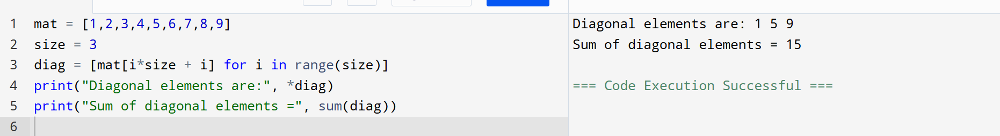 1 mat = [1,2,3,4,5,6,7,8,9]
2 size = 3
3 diag = [mat[i*size + i] for i in range(size)]
4 print("Diagonal elements are:", *diag)
5 print("Sum of diagonal elements =", sum(diag))
6
Diagonal elements are: 1 5 9
Sum of diagonal elements = 15
=== Code Execution Successful ===